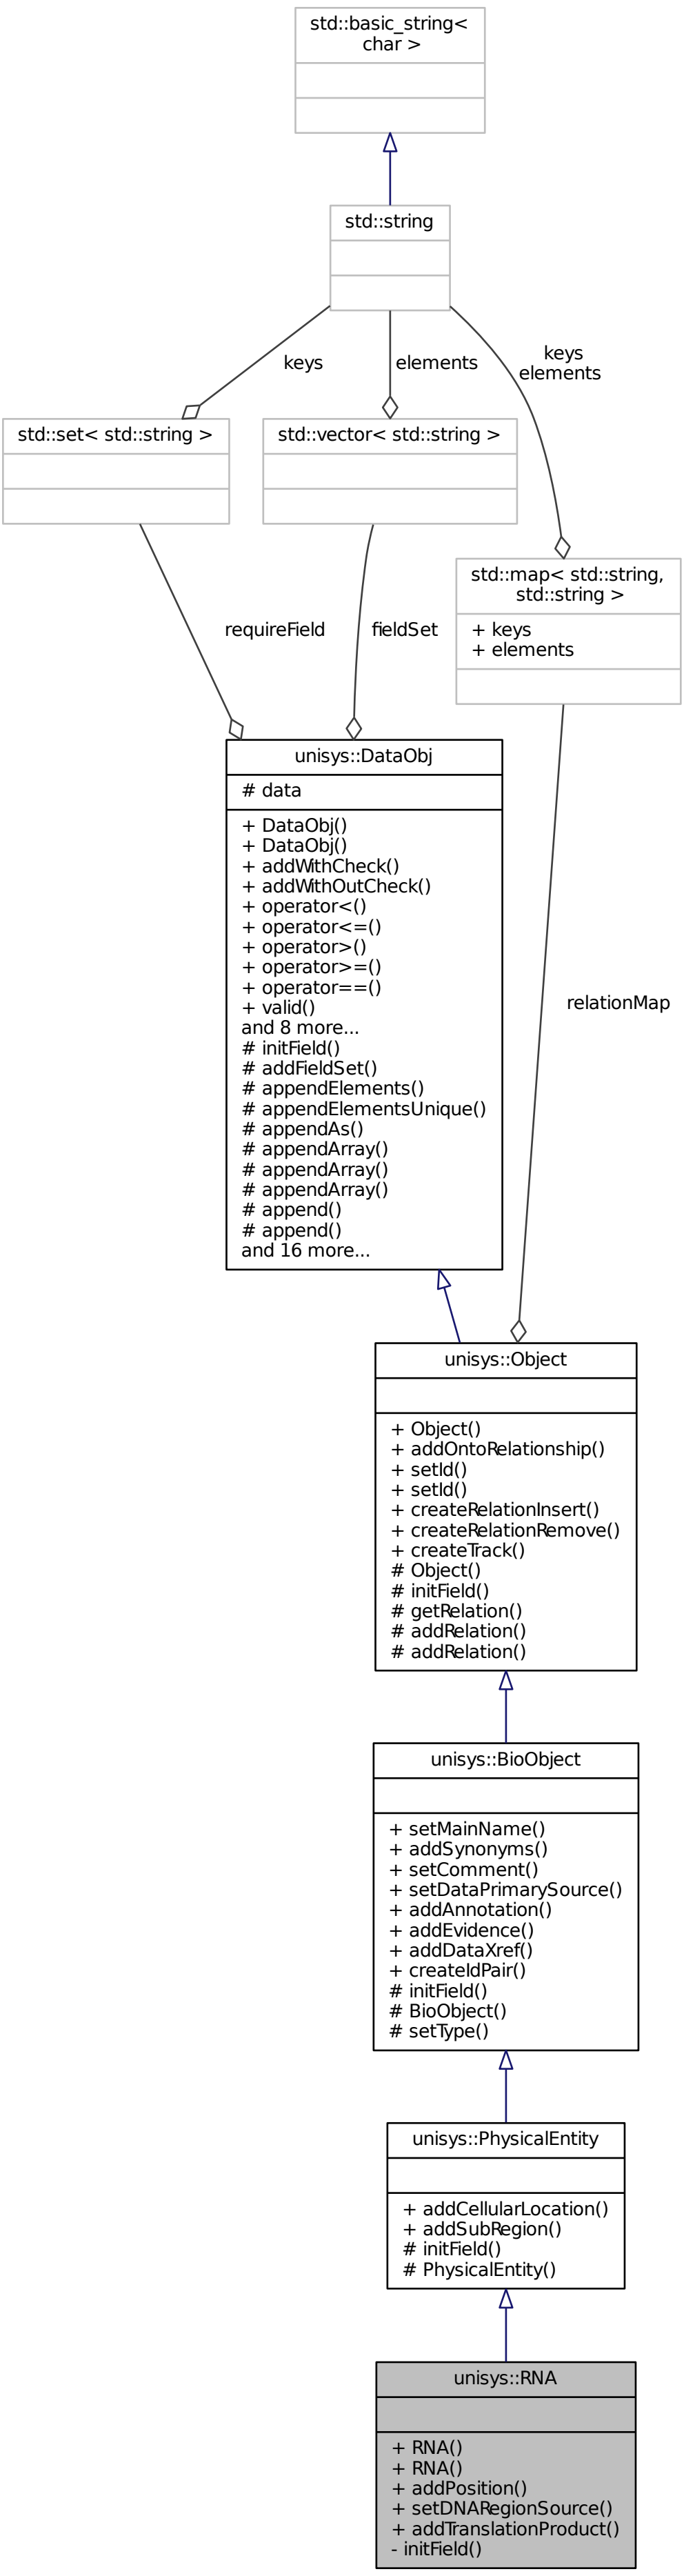 std::basic_string<
char >
std::string
keys
elements
keys
elements
std::set< std::string >
std::vector< std::string >
std::map< std::string,
std::string >
+ keys
+ elements
requireField
fieldSet
unisys::DataObj
# data
+ DataObj()
+ DataObj()
+ addWithCheck()
+ addWithOutCheck()
+ operator<()
+ operator<=()
+ operator>()
+ operator>=()
+ operator==()
+ valid()
and 8 more...
# initField()
# addFieldSet()
# appendElements()
# appendElementsUnique()
# appendAs()
# appendArray()
# appendArray()
# appendArray()
# append()
# append()
and 16 more...
relationMap
unisys::Object
+ Object()
+ addOntoRelationship()
+ setId()
+ setId()
+ createRelationInsert()
+ createRelationRemove()
+ createTrack()
# Object()
# initField()
# getRelation()
# addRelation()
# addRelation()
unisys::BioObject
+ setMainName()
+ addSynonyms()
+ setComment()
+ setDataPrimarySource()
+ addAnnotation()
+ addEvidence()
+ addDataXref()
+ createIdPair()
# initField()
# BioObject()
# setType()
unisys::PhysicalEntity
+ addCellularLocation()
+ addSubRegion()
# initField()
# PhysicalEntity()
unisys::RNA
+ RNA()
+ RNA()
+ addPosition()
+ setDNARegionSource()
+ addTranslationProduct()
- initField()